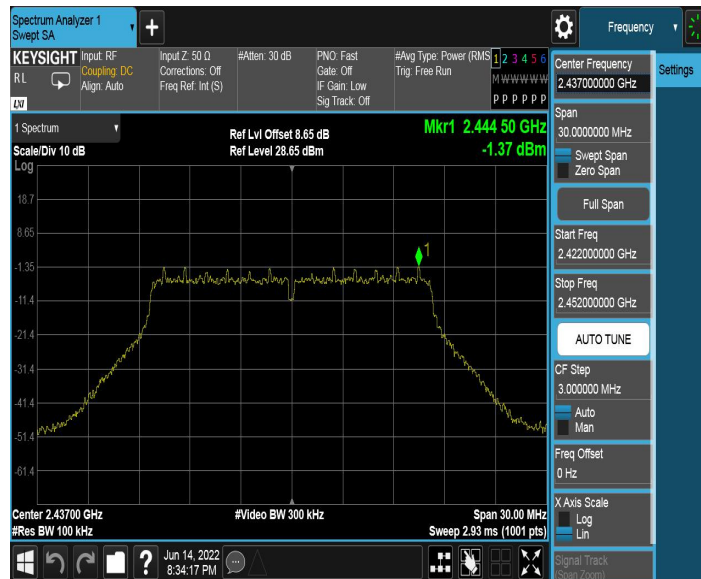 Spectrum Analyzer 1
Swept SA
+
Frequency
KEYSIGHT
RL
LXI
Input: RF
Coupling: DC
Align: Auto
Input Z: 50 Ω
Corrections: Off
Freq Ref: Int (S)
#Atten: 30 dB
PNO: Fast
Gate: Off
IF Gain: Low
Sig Track: Off
#Avg Type: Power (RMS
Trig: Free Run
1 2 3 4 5 6
M W W W W W
P P P P P P
1 Spectrum
Scale/Div 10 dB
Log
Ref Lvl Offset 8.65 dB
Ref Level 28.65 dBm
Mkr1 2.444 50 GHz
-1.37 dBm
18.7
8.65
-1.35
-11.4
-21.4
-31.4
-41.4
-51.4
-61.4
1
Center 2.43700 GHz
#Res BW 100 kHz
#Video BW 300 kHz
Span 30.00 MHz
Sweep 2.93 ms (1001 pts)
?
Jun 14, 2022
8:34:17 PM
Settings
Center Frequency
2.437000000 GHz
Span
30.0000000 MHz
Swept Span
Zero Span
Full Span
Start Freq
2.422000000 GHz
Stop Freq
2.452000000 GHz
AUTO TUNE
CF Step
3.000000 MHz
Auto
Man
Freq Offset
0 Hz
X Axis Scale
Log
Lin
Signal Track
(Span Zoom)